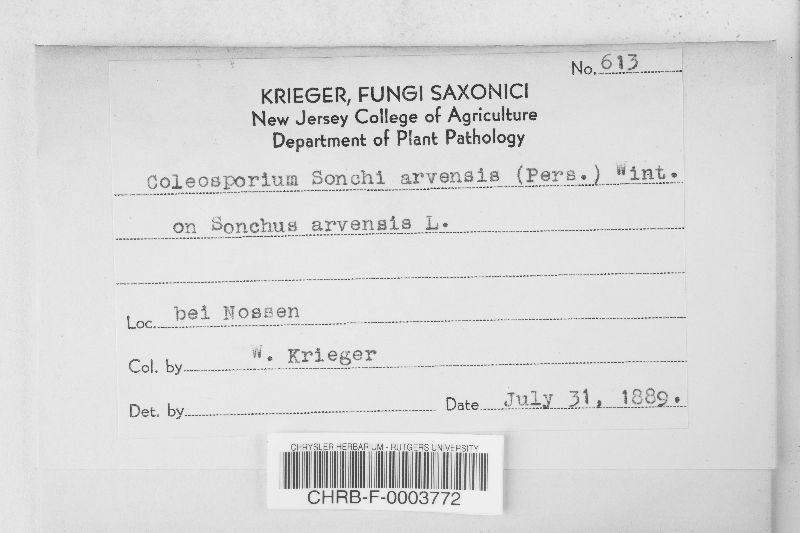 No. 613
KRIEGER, FUNGI SAXONICI
New Jersey College of Agriculture
Department of Plant Pathology
Coleosporium Sonchi arvensis (Pers.) Wint.
on Sonchus arvensis L.
Loc. bei Nossen
Col. by W. Krieger
Det. by Date July 31, 1889.
CHRYSLER HERBARIUM - RUTGERS UNIVERSITY
CHRB-F-0003772